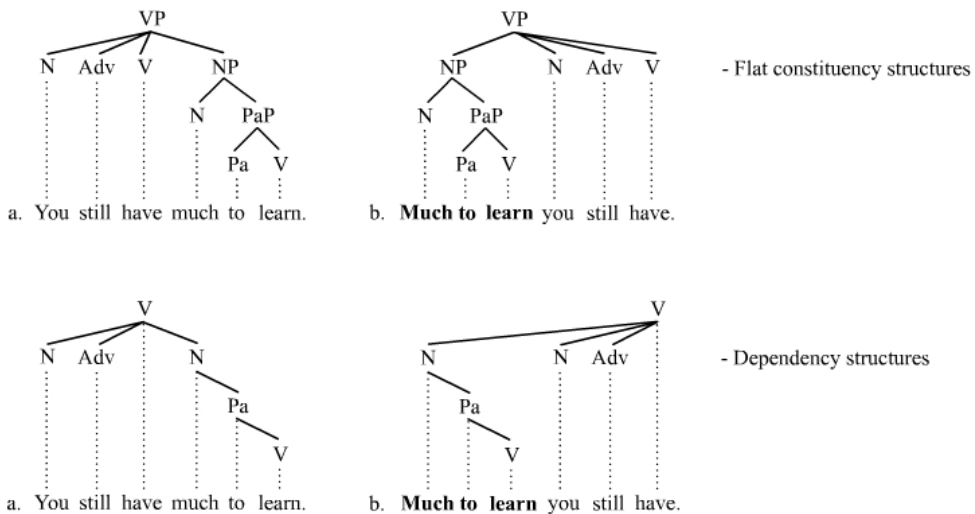 VP VP
N Adv V NP NP N Adv V - Flat constituency structures
N PaP N PaP
Pa V Pa V
a. You still have much to learn. b. Much to learn you still have.
V V
N Adv N N N Adv - Dependency structures
Pa Pa
V V
a. You still have much to learn. b. Much to learn you still have.